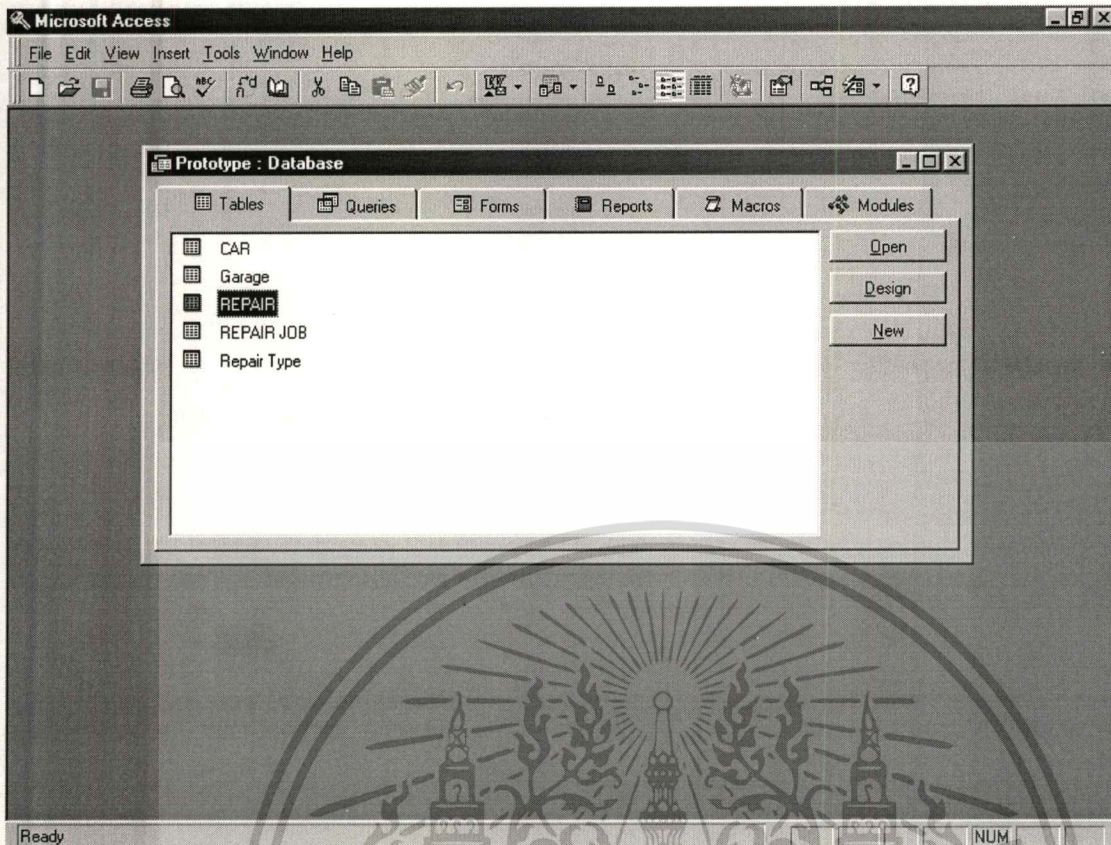 Microsoft Access
File Edit View Insert Tools Window Help
Prototype : Database
Tables Queries Forms Reports Macros Modules
CAR
Garage
REPAIR
REPAIR JOB
Repair Type
Open
Design
New
Ready
NUM